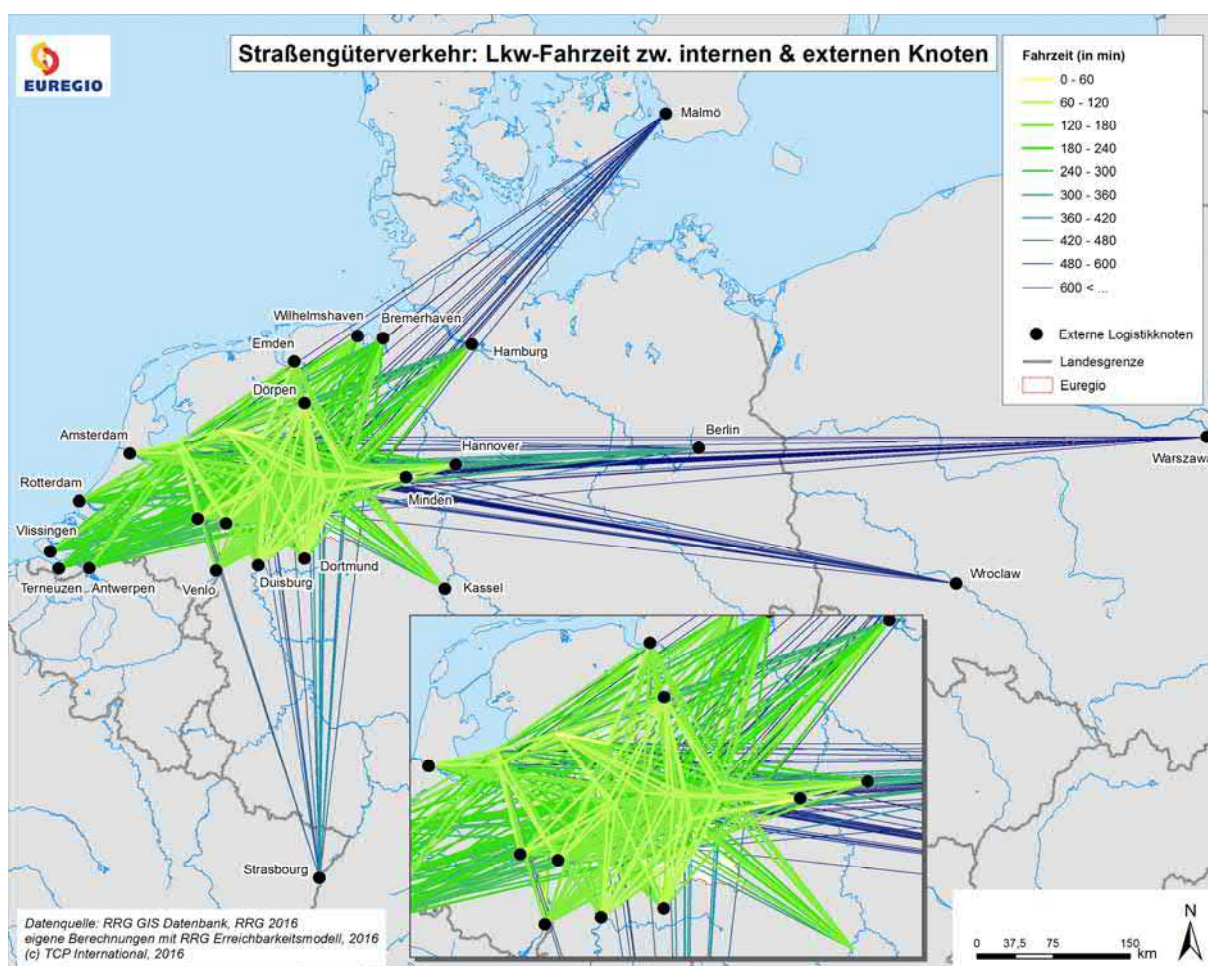 EUREGIO
Straßengüterverkehr: Lkw-Fahrzeit zw. internen & externen Knoten
Fahrzeit (in min)
0 - 60
60 - 120
120 - 180
180 - 240
240 - 300
300 - 360
360 - 420
420 - 480
480 - 600
600 < ...
Externe Logistikknoten
Landesgrenze
Euregio
Malmö
Wilhelmshaven
Bremerhaven
Emden
Hamburg
Dörpen
Amsterdam
Hannover
Berlin
Warszawa
Rotterdam
Minden
Vlissingen
Terneuzen
Antwerpen
Venlo
Duisburg
Dortmund
Kassel
Wroclaw
Strasbourg
Datenquelle: RRG GIS Datenbank, RRG 2016
eigene Berechnungen mit RRG Erreichbarkeitsmodell, 2016
(c) TCP International, 2016
N
0 37,5 75 150
km